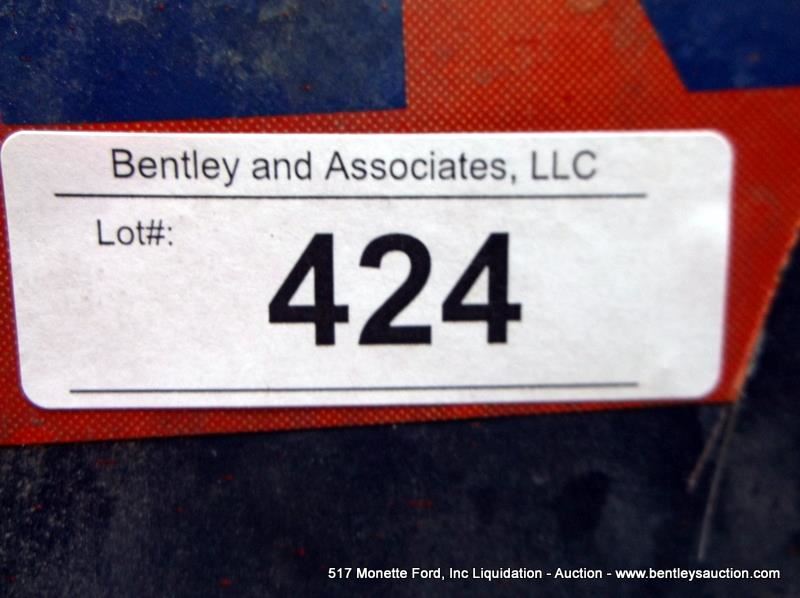 Bentley and Associates, LLC
Lot#:
424
517 Monette Ford, Inc Liquidation - Auction - www.bentleysauction.com